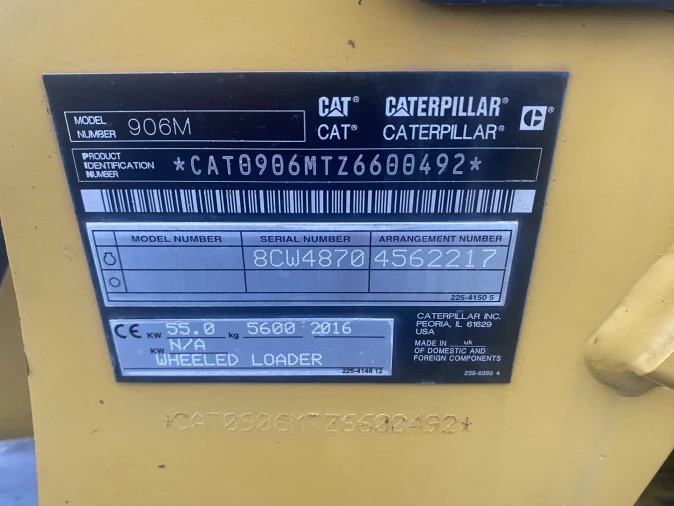 MODEL NUMBER 906M
CAT® CATERPILLAR® C
CAT® CATERPILLAR®
PRODUCT IDENTIFICATION NUMBER *CAT0906MTZ6600492*
MODEL NUMBER SERIAL NUMBER ARRANGEMENT NUMBER
8CW4870 4562217
225-4150 5
CE KW 55.0 kg 5600 2016
KW N/A
WHEELED LOADER
225-4148 12
CATERPILLAR INC.
PEORIA, IL 61629
USA
MADE IN uk
OF DOMESTIC AND
FOREIGN COMPONENTS
239-6969 4
*CAT0906MTZ6600492*